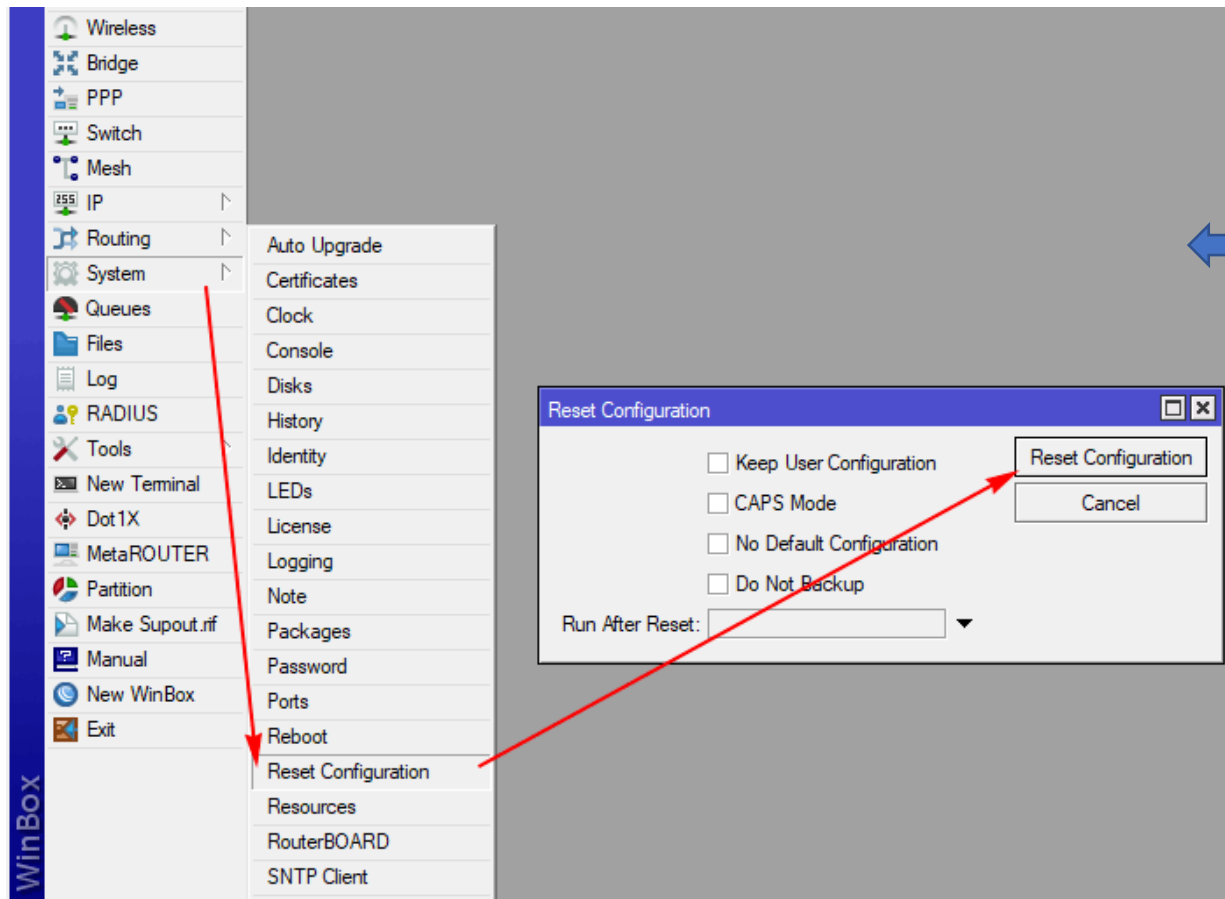 Wireless
Bridge
PPP
Switch
Mesh
255
IP
Routing
System
Queues
Files
Log
RADIUS
Tools
New Terminal
Dot1X
MetaROUTER
Partition
Make Supout.rif
Manual
New WinBox
Exit
WinBox
Auto Upgrade
Certificates
Clock
Console
Disks
History
Identity
LEDs
License
Logging
Note
Packages
Password
Ports
Reboot
Reset Configuration
Resources
RouterBOARD
SNTP Client
Reset Configuration
Keep User Configuration
CAPS Mode
No Default Configuration
Do Not Backup
Run After Reset:
Reset Configuration
Cancel